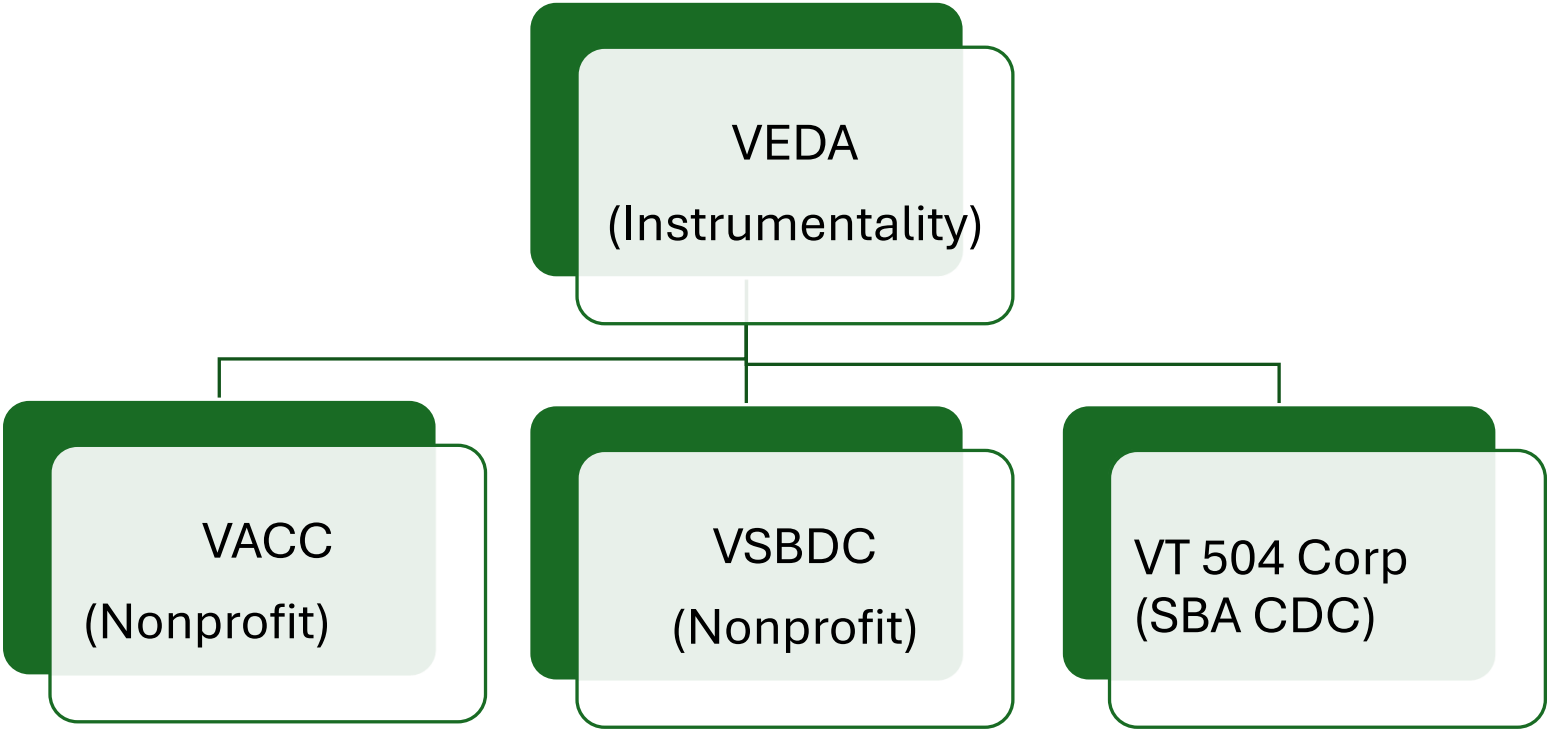 VEDA
(Instrumentality)
VACC
(Nonprofit)
VSBDC
(Nonprofit)
VT 504 Corp
(SBA CDC)